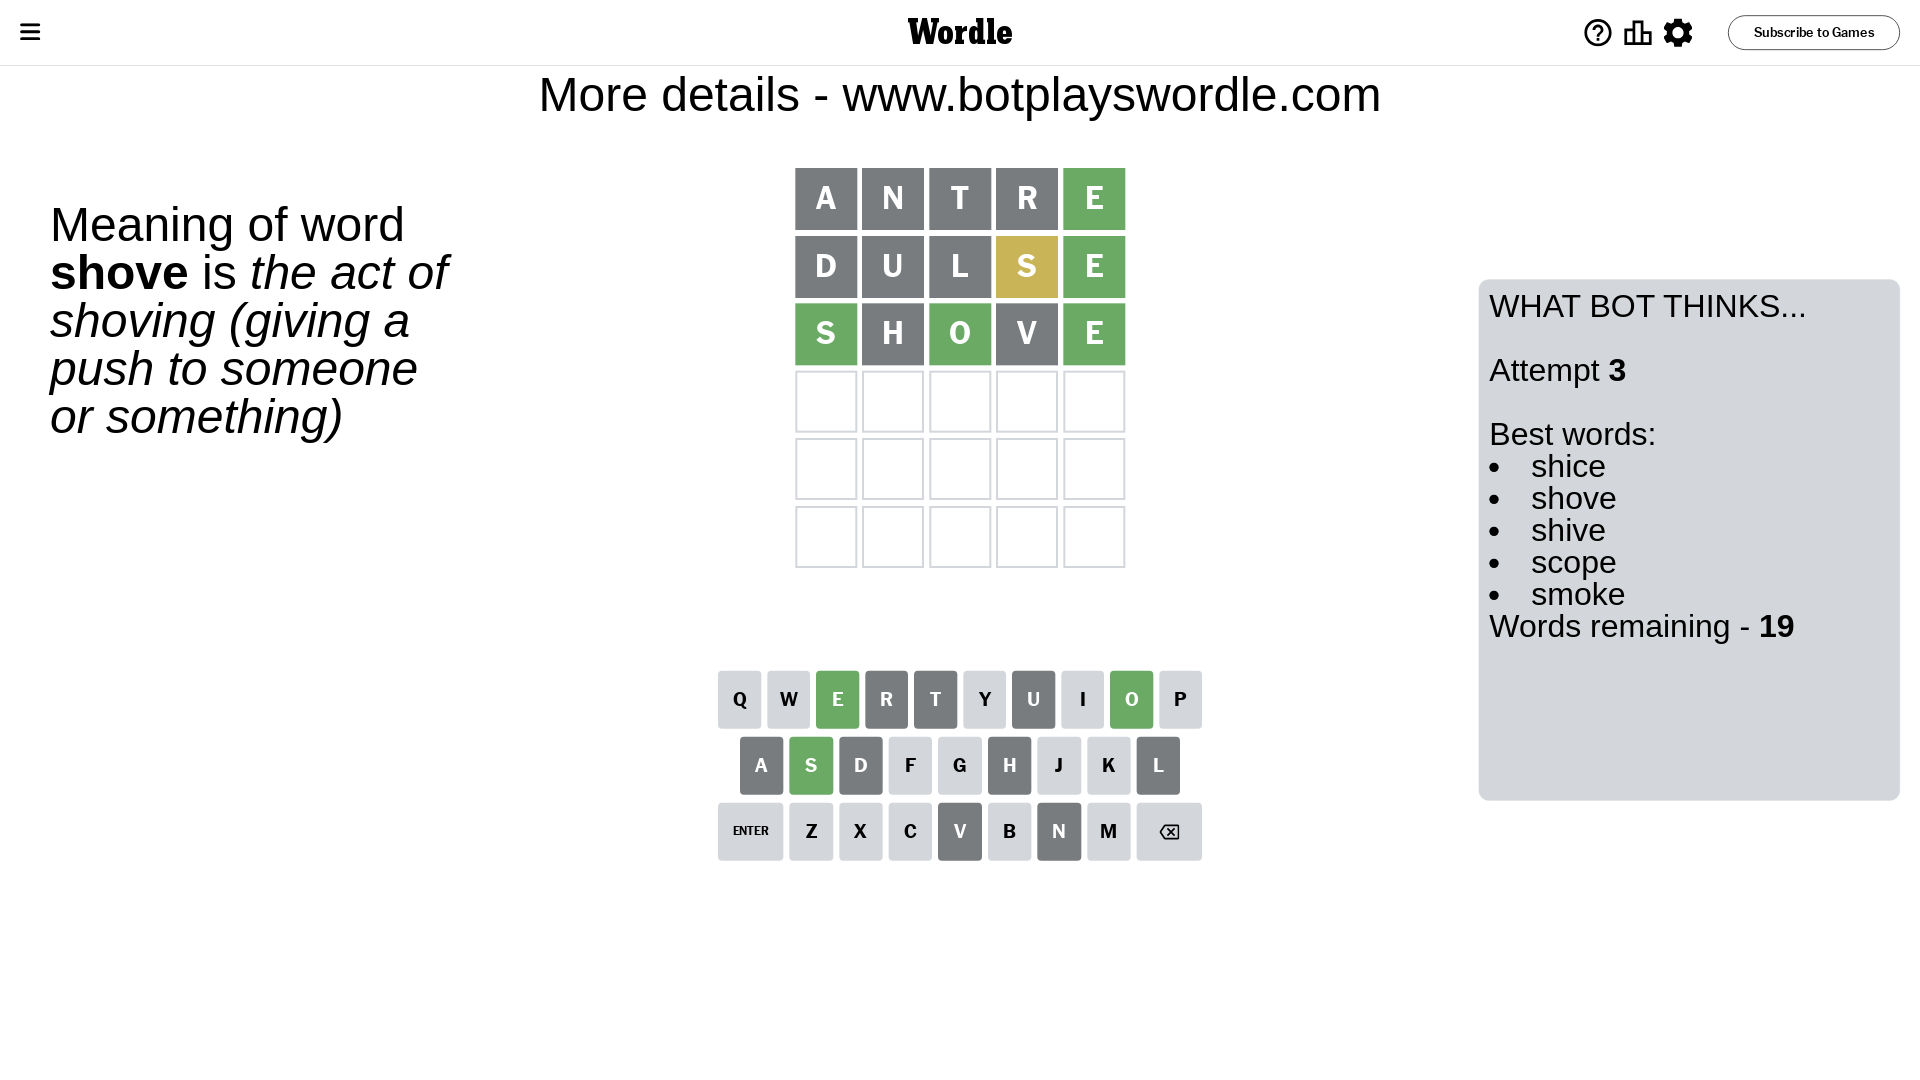 Wordle
Subscribe to Games
More details - www.botplayswordle.com
Meaning of word
shove is the act of
shoving (giving a
push to someone
or something)
A N T R E
D U L S E
S H O V E
WHAT BOT THINKS...
Attempt 3
Best words:
• shice
• shove
• shive
• scope
• smoke
Words remaining - 19
Q W E R T Y U I O P
A S D F G H J K L
ENTER Z X C V B N M